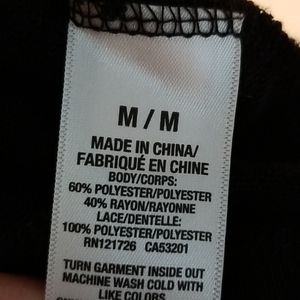 M / M
MADE IN CHINA/
FABRIQUÉ EN CHINE
BODY/CORPS:
60% POLYESTER/POLYESTER
40% RAYON/RAYONNE
LACE/DENTELLE:
100% POLYESTER/POLYESTER
RN121726 CA53201
TURN GARMENT INSIDE OUT
MACHINE WASH COLD WITH
LIKE COLORS